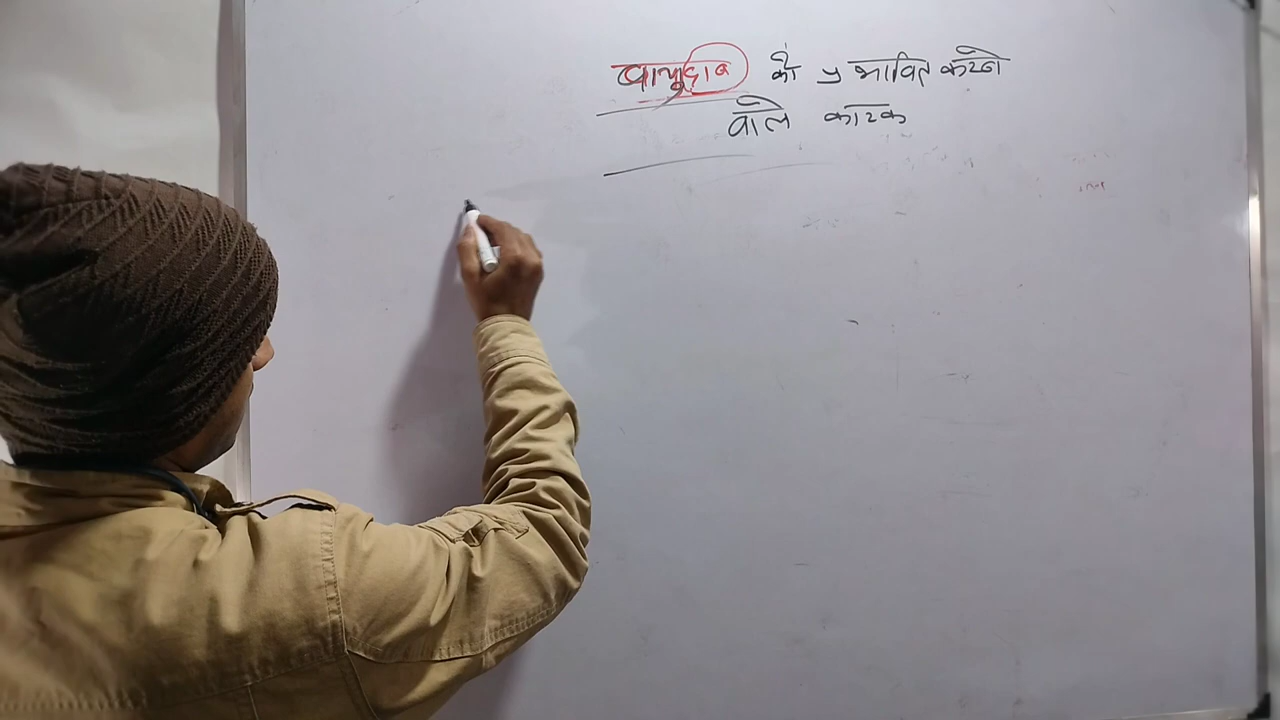 वायुदाब को प्रभावित करने
वाले कारक